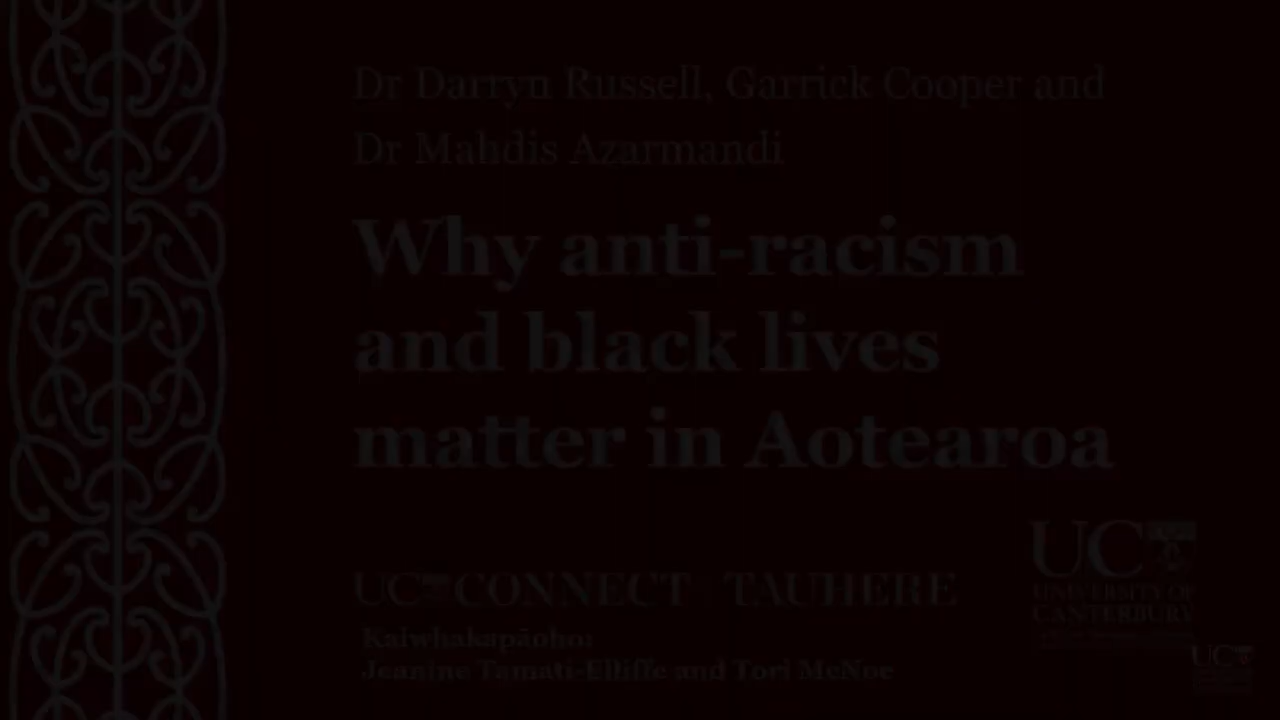 Dr Darryn Russell, Garrick Cooper and
Dr Mahdis Azarmandi
Why anti-racism
and black lives
matter in Aotearoa
UC CONNECT TAUHERE
Kaiwhakapāoho:
Jeanine Tamati-Elliffe and Tori McNoe
UC
UNIVERSITY OF
CANTERBURY
UC